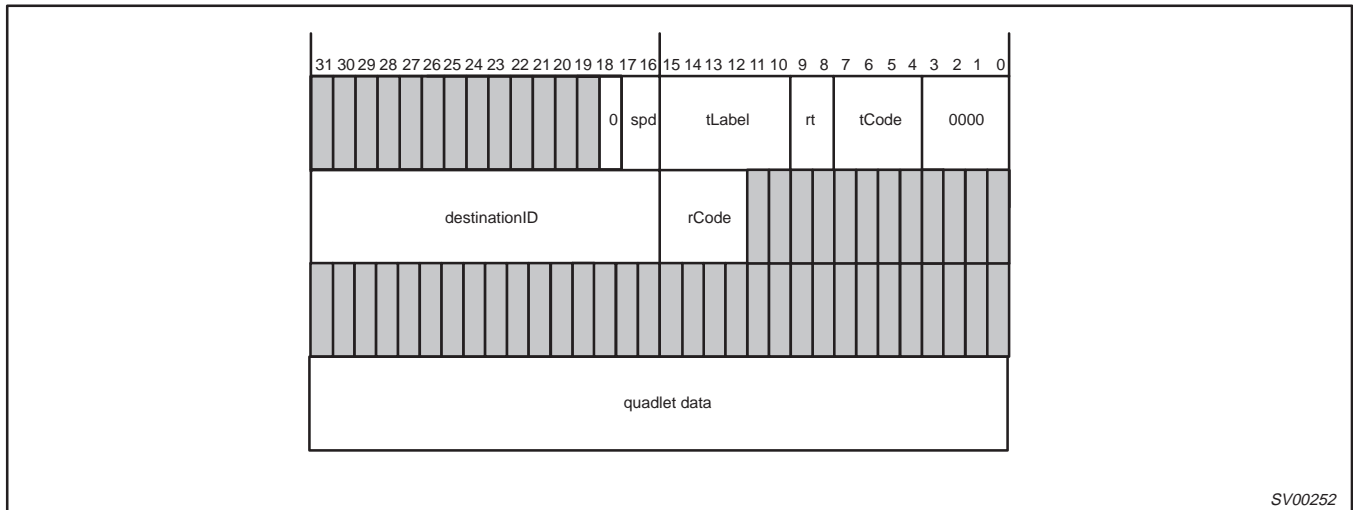 31 30 29 28 27 26 25 24 23 22 21 20 19 18 17 16 15 14 13 12 11 10 9 8 7 6 5 4 3 2 1 0
0 spd tLabel rt tCode 0000
destinationID rCode
quadlet data
SV00252